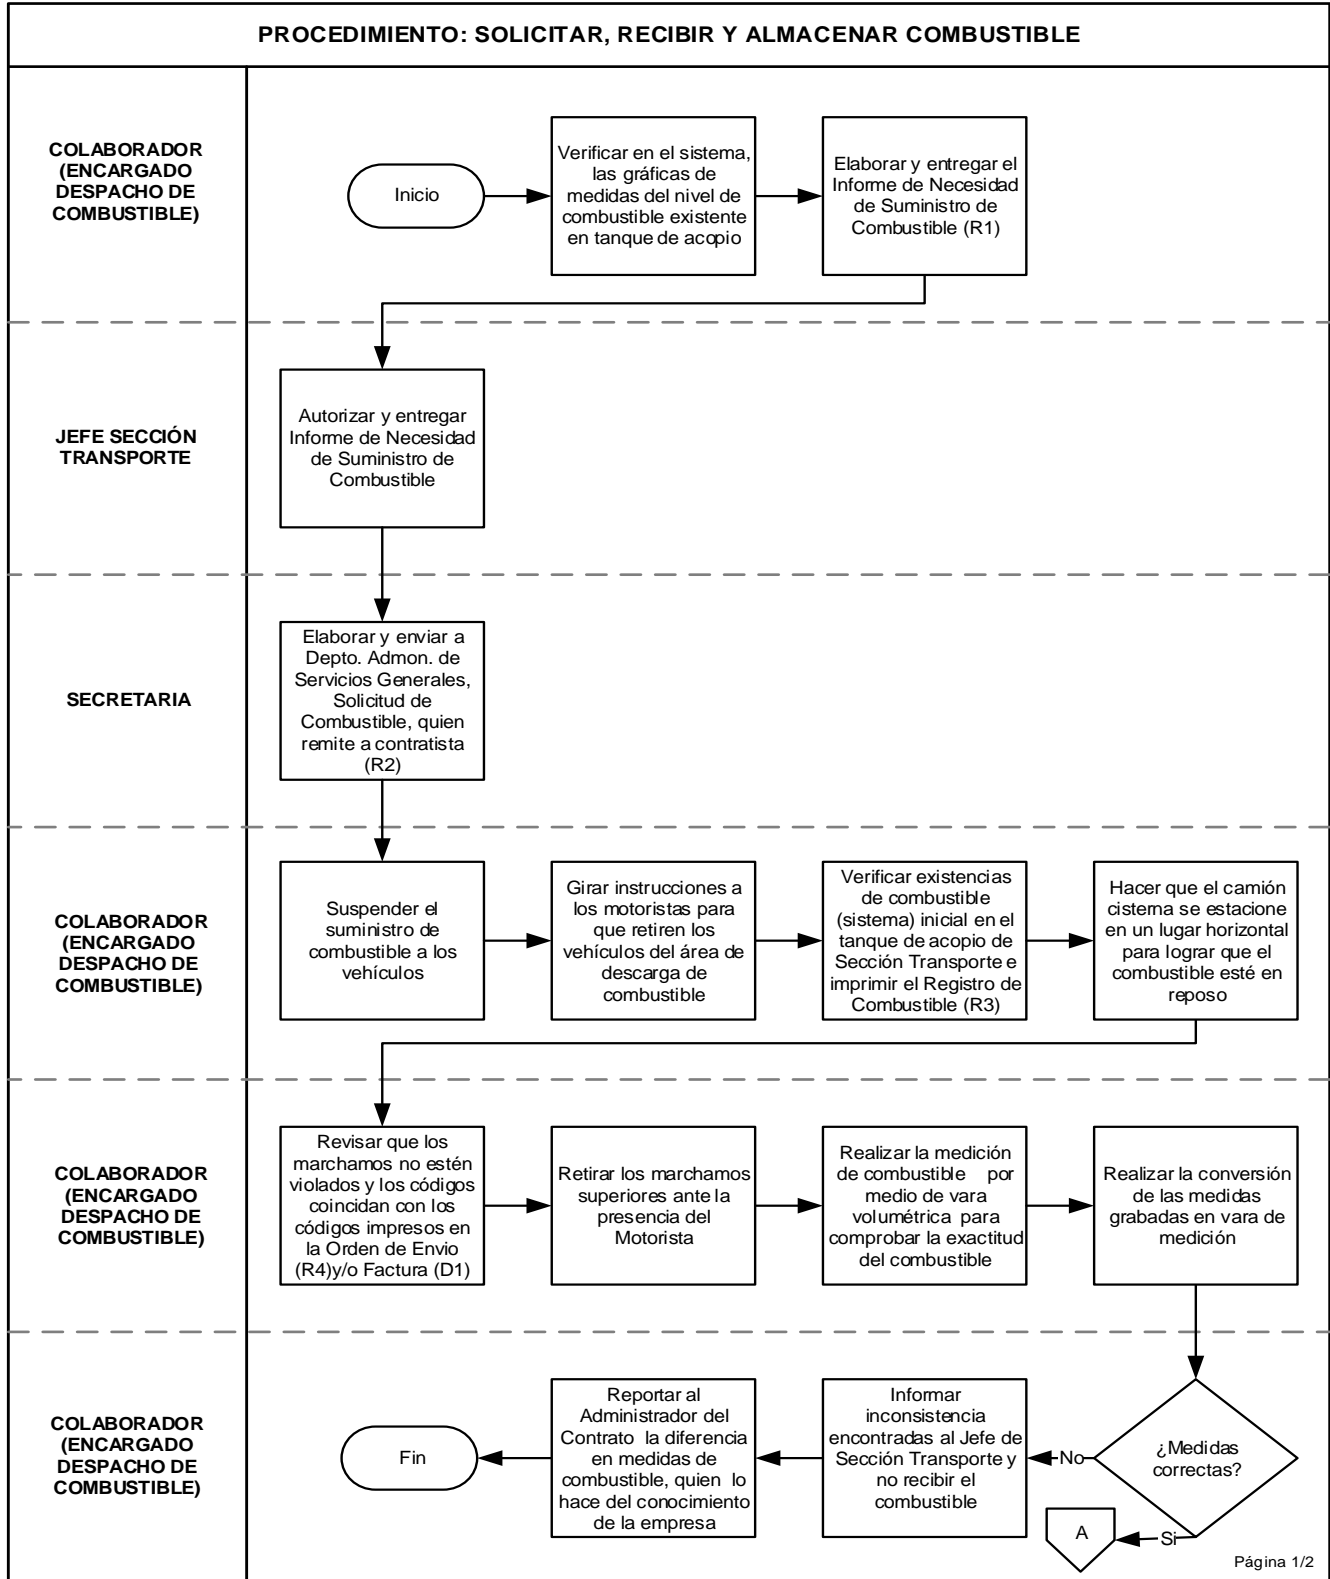 PROCEDIMIENTO: SOLICITAR, RECIBIR Y ALMACENAR COMBUSTIBLE
COLABORADOR
(ENCARGADO
DESPACHO DE
COMBUSTIBLE)
Inicio
Verificar en el sistema,
las gráficas de
medidas del nivel de
combustible existente
en tanque de acopio
Elaborar y entregar el
Informe de Necesidad
de Suministro de
Combustible (R1)
JEFE SECCIÓN
TRANSPORTE
Autorizar y entregar
Informe de Necesidad
de Suministro de
Combustible
SECRETARIA
Elaborar y enviar a
Depto. Admon. de
Servicios Generales,
Solicitud de
Combustible, quien
remite a contratista
(R2)
COLABORADOR
(ENCARGADO
DESPACHO DE
COMBUSTIBLE)
Suspender el
suministro de
combustible a los
vehículos
Girar instrucciones a
los motoristas para
que retiren los
vehículos del área de
descarga de
combustible
Verificar existencias
de combustible
(sistema) inicial en el
tanque de acopio de
Sección Transporte e
imprimir el Registro de
Combustible (R3)
Hacer que el camión
cisterna se estacione
en un lugar horizontal
para lograr que el
combustible esté en
reposo
COLABORADOR
(ENCARGADO
DESPACHO DE
COMBUSTIBLE)
Revisar que los
marchamos no estén
violados y los códigos
coincidan con los
códigos impresos en
la Orden de Envio
(R4)y/o Factura (D1)
Retirar los marchamos
superiores ante la
presencia del
Motorista
Realizar la medición
de combustible por
medio de vara
volumétrica para
comprobar la exactitud
del combustible
Realizar la conversión
de las medidas
grabadas en vara de
medición
COLABORADOR
(ENCARGADO
DESPACHO DE
COMBUSTIBLE)
Fin
Reportar al
Administrador del
Contrato la diferencia
en medidas de
combustible, quien lo
hace del conocimiento
de la empresa
Informar
inconsistencia
encontradas al Jefe de
Sección Transporte y
no recibir el
combustible
No
¿Medidas
correctas?
A
Si
Página 1/2